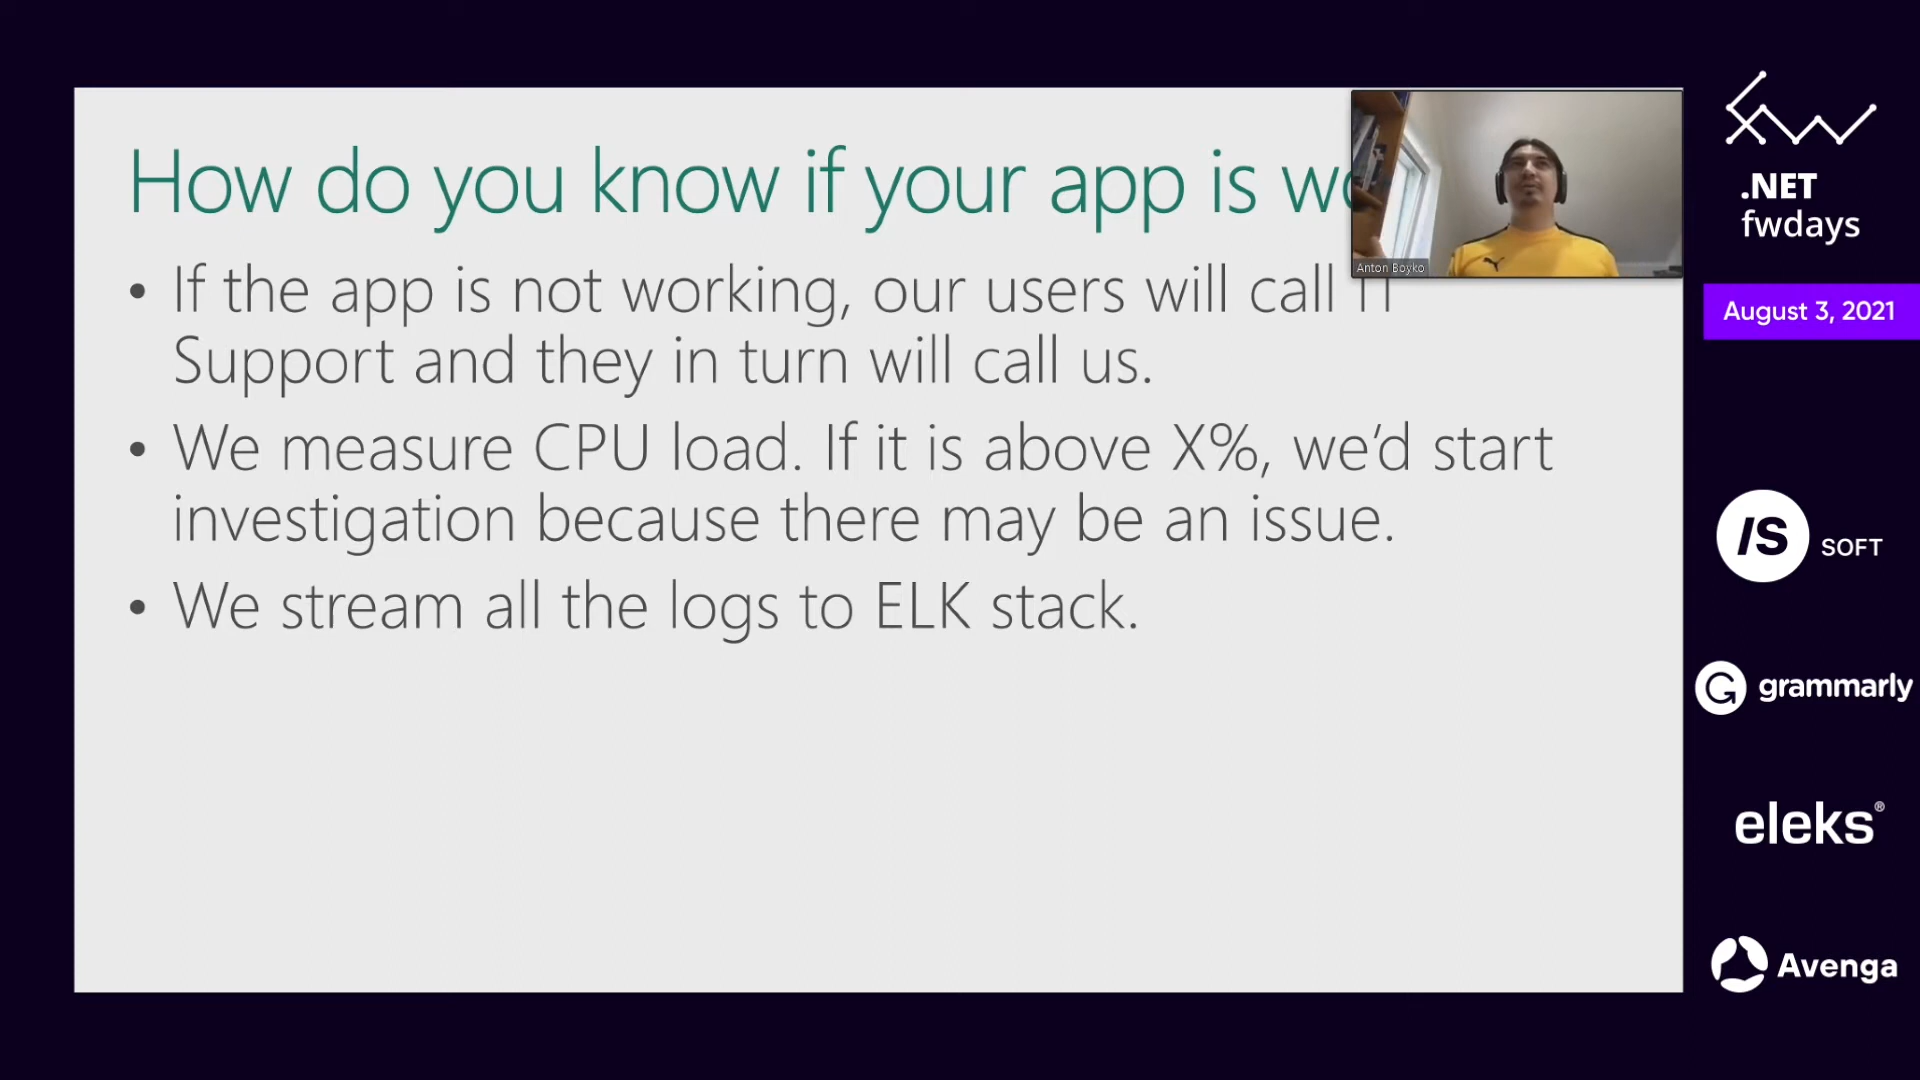 How do you know if your app is
• If the app is not working, our users will call IT
Support and they in turn will call us.
• We measure CPU load. If it is above X%, we’d start
investigation because there may be an issue.
• We stream all the logs to ELK stack.
Anton Boyko
.NET
fwdays
August 3, 2021
/S SOFT
G grammarly
eleks®
Avenga